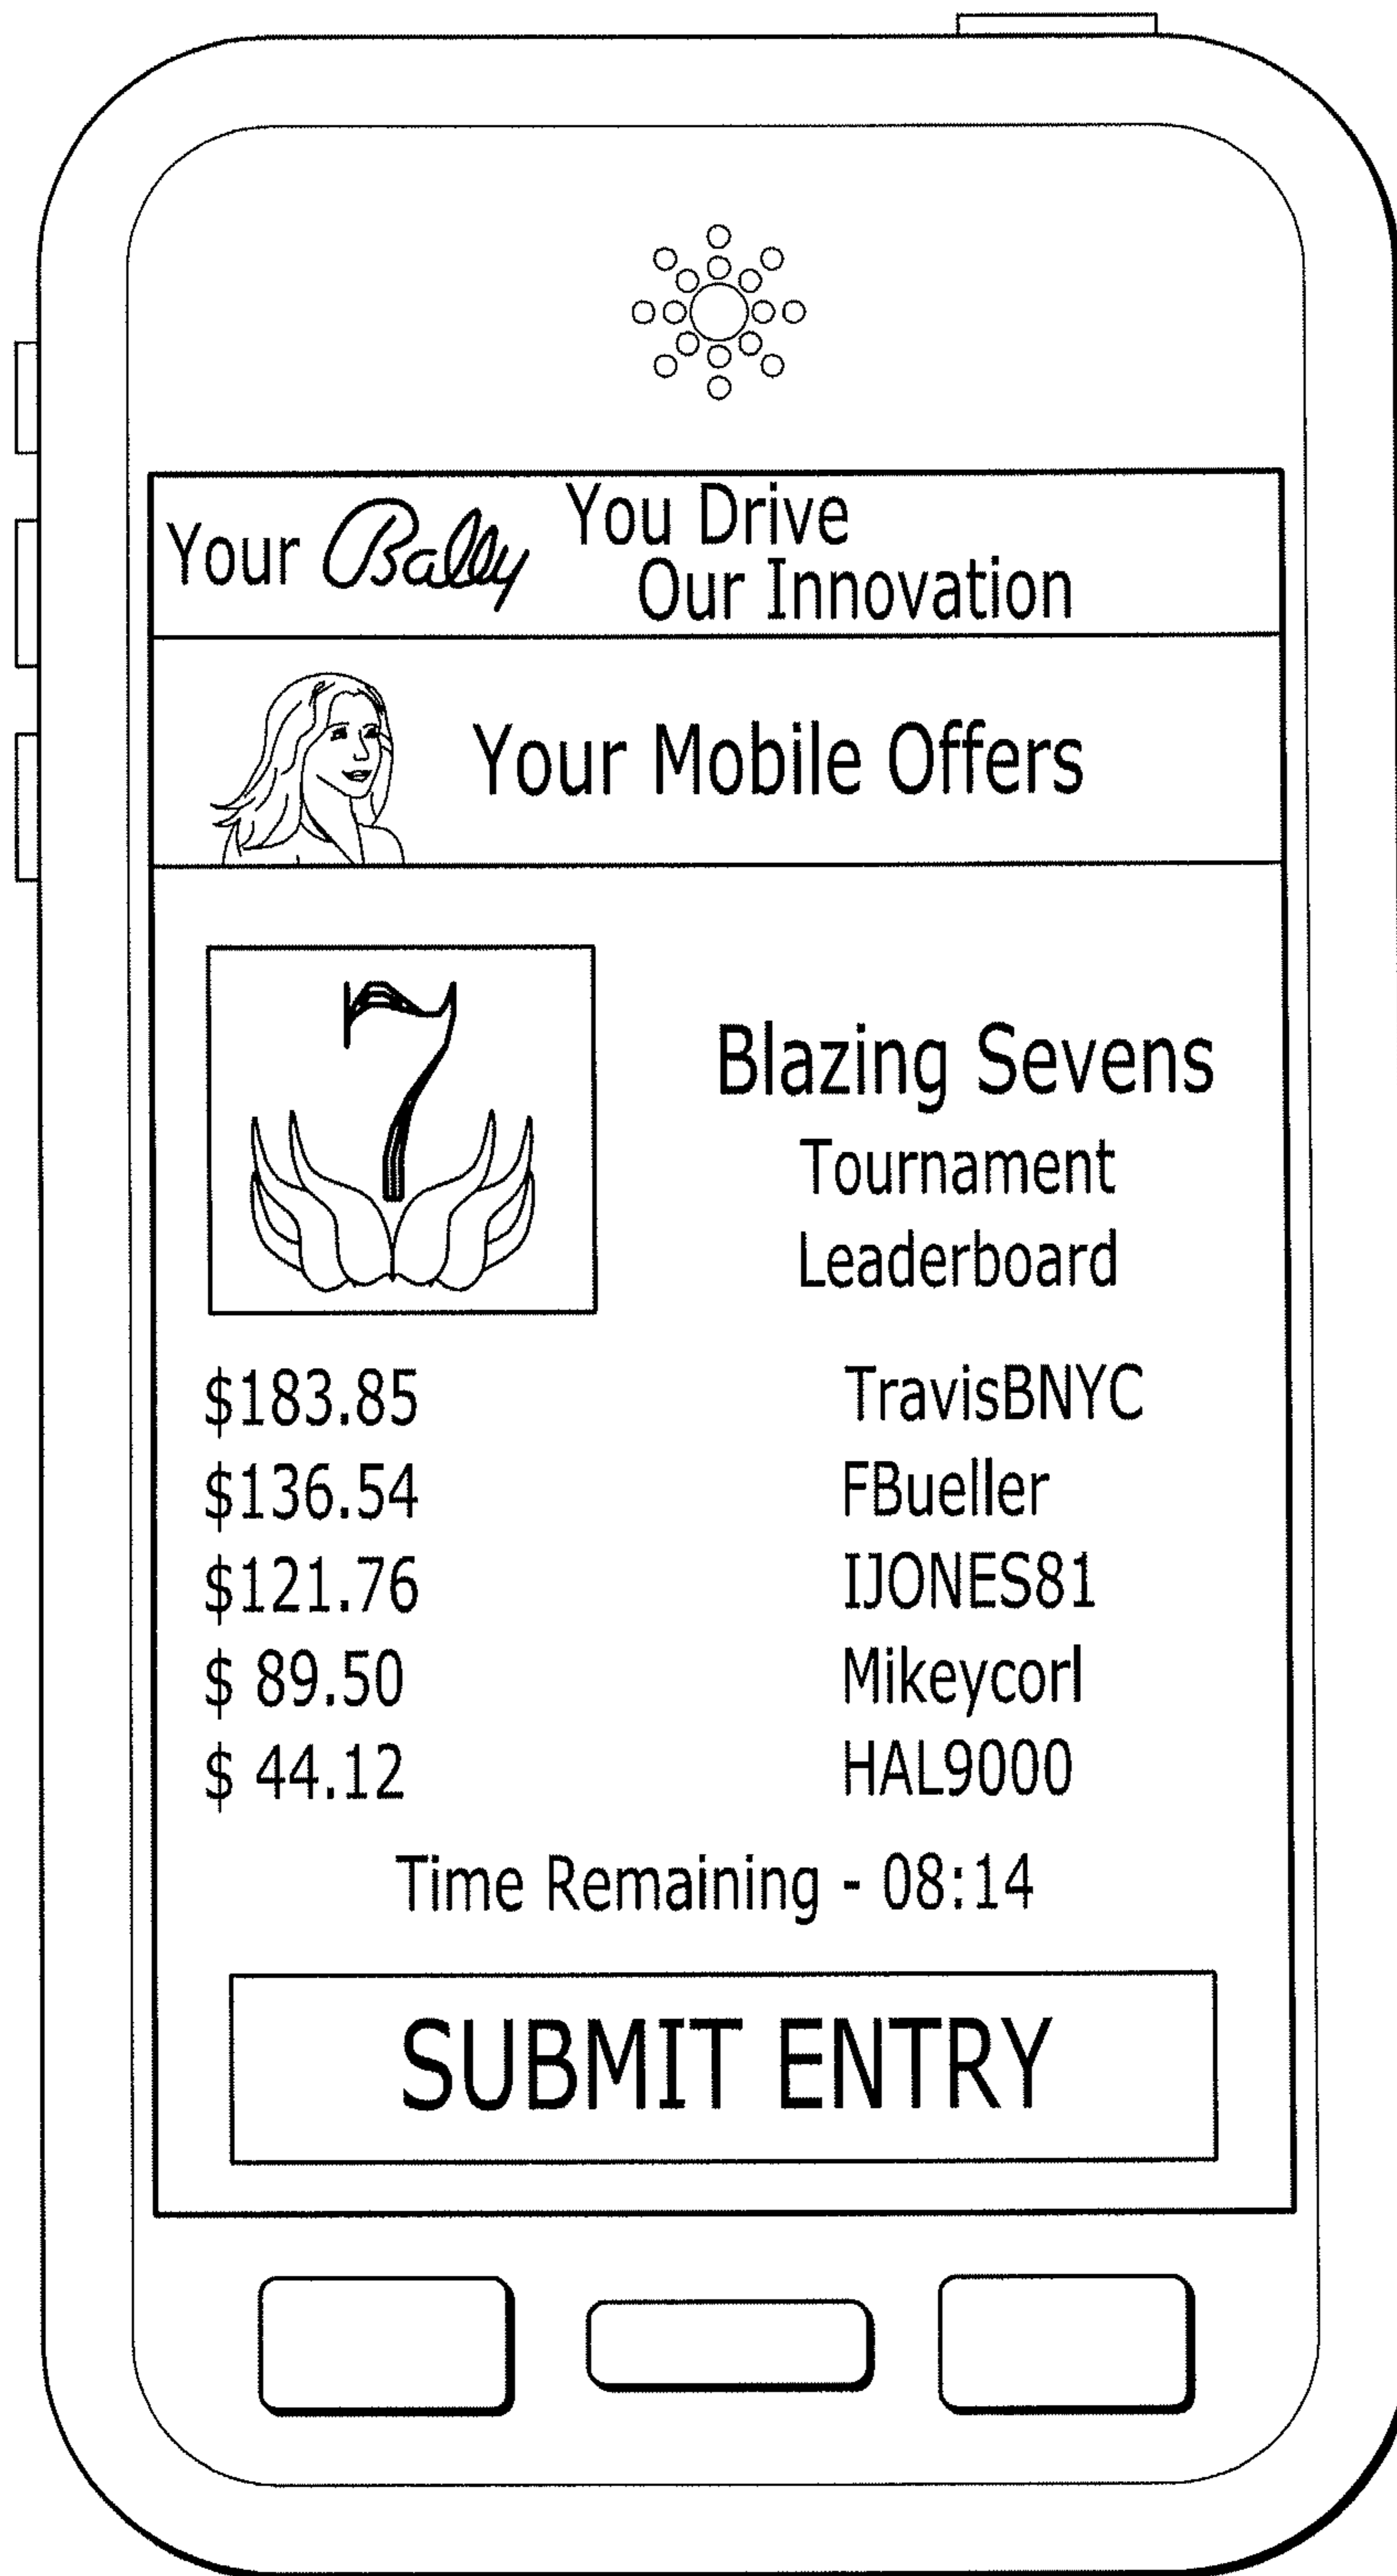 Your Bally You Drive
Our Innovation
Your Mobile Offers
7
Blazing Sevens
Tournament
Leaderboard
$183.85 TravisBNYC
$136.54 FBueller
$121.76 IJONES81
$ 89.50 Mikeycorl
$ 44.12 HAL9000
Time Remaining - 08:14
SUBMIT ENTRY